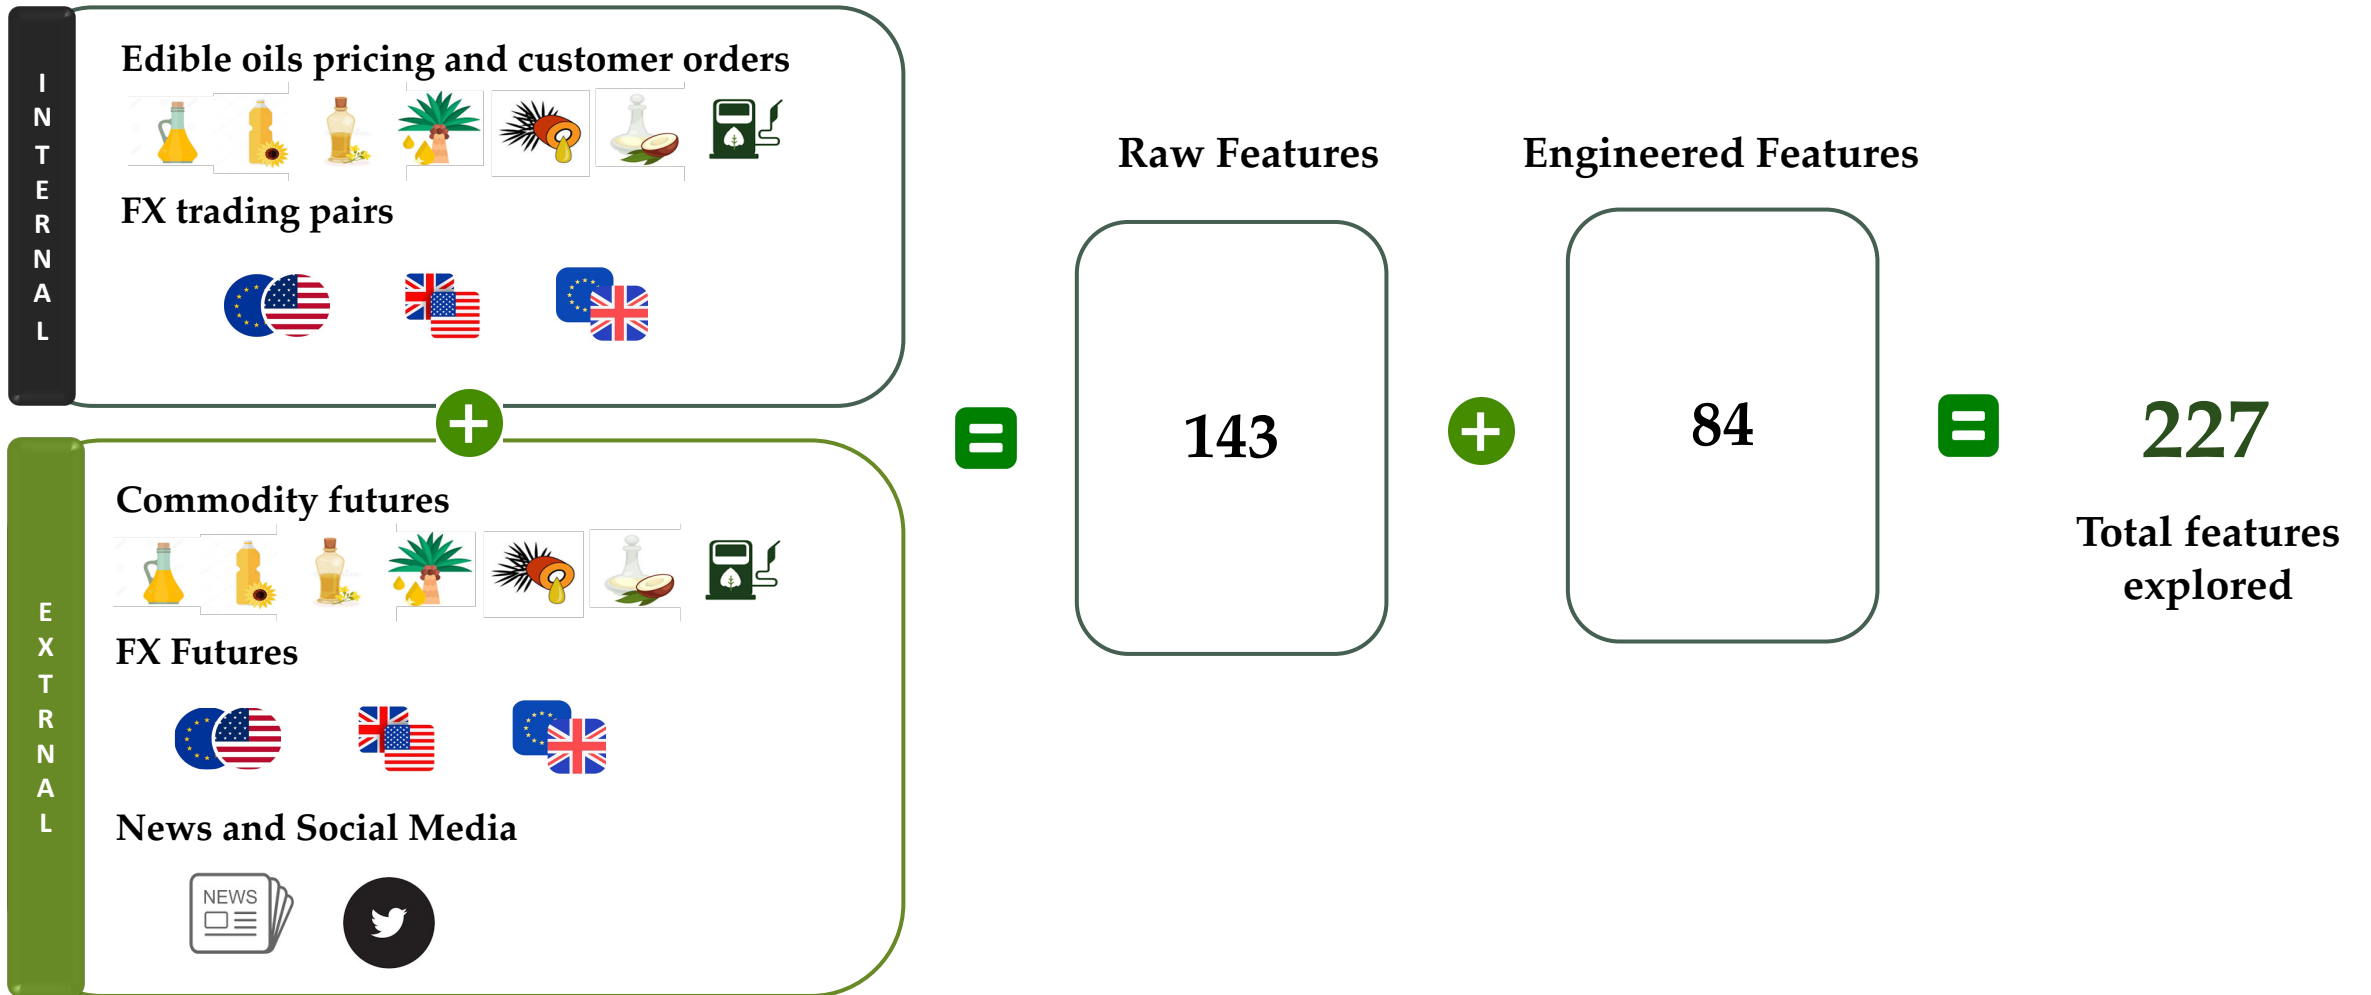 INTERNAL
Edible oils pricing and customer orders
FX trading pairs
EXTRNAL
Commodity futures
FX Futures
News and Social Media
NEWS
Raw Features
143
Engineered Features
84
227
Total features
explored